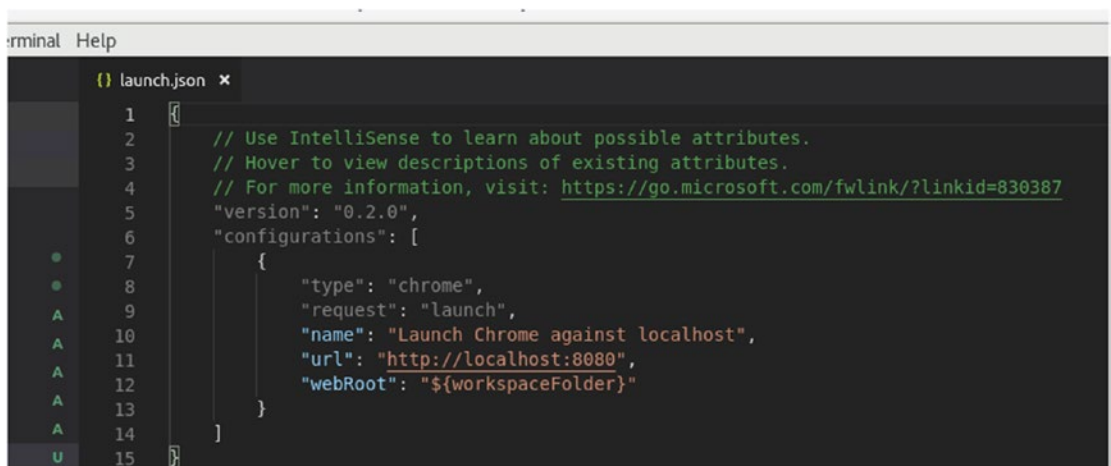 erminal Help
{} launch.json ×
1 {
2 // Use IntelliSense to learn about possible attributes.
3 // Hover to view descriptions of existing attributes.
4 // For more information, visit: https://go.microsoft.com/fwlink/?linkid=830387
5 "version": "0.2.0",
6 "configurations": [
7 {
8 "type": "chrome",
9 "request": "launch",
A 10 "name": "Launch Chrome against localhost",
A 11 "url": "http://localhost:8080",
A 12 "webRoot": "${workspaceFolder}"
A 13 }
A 14 ]
U 15 }